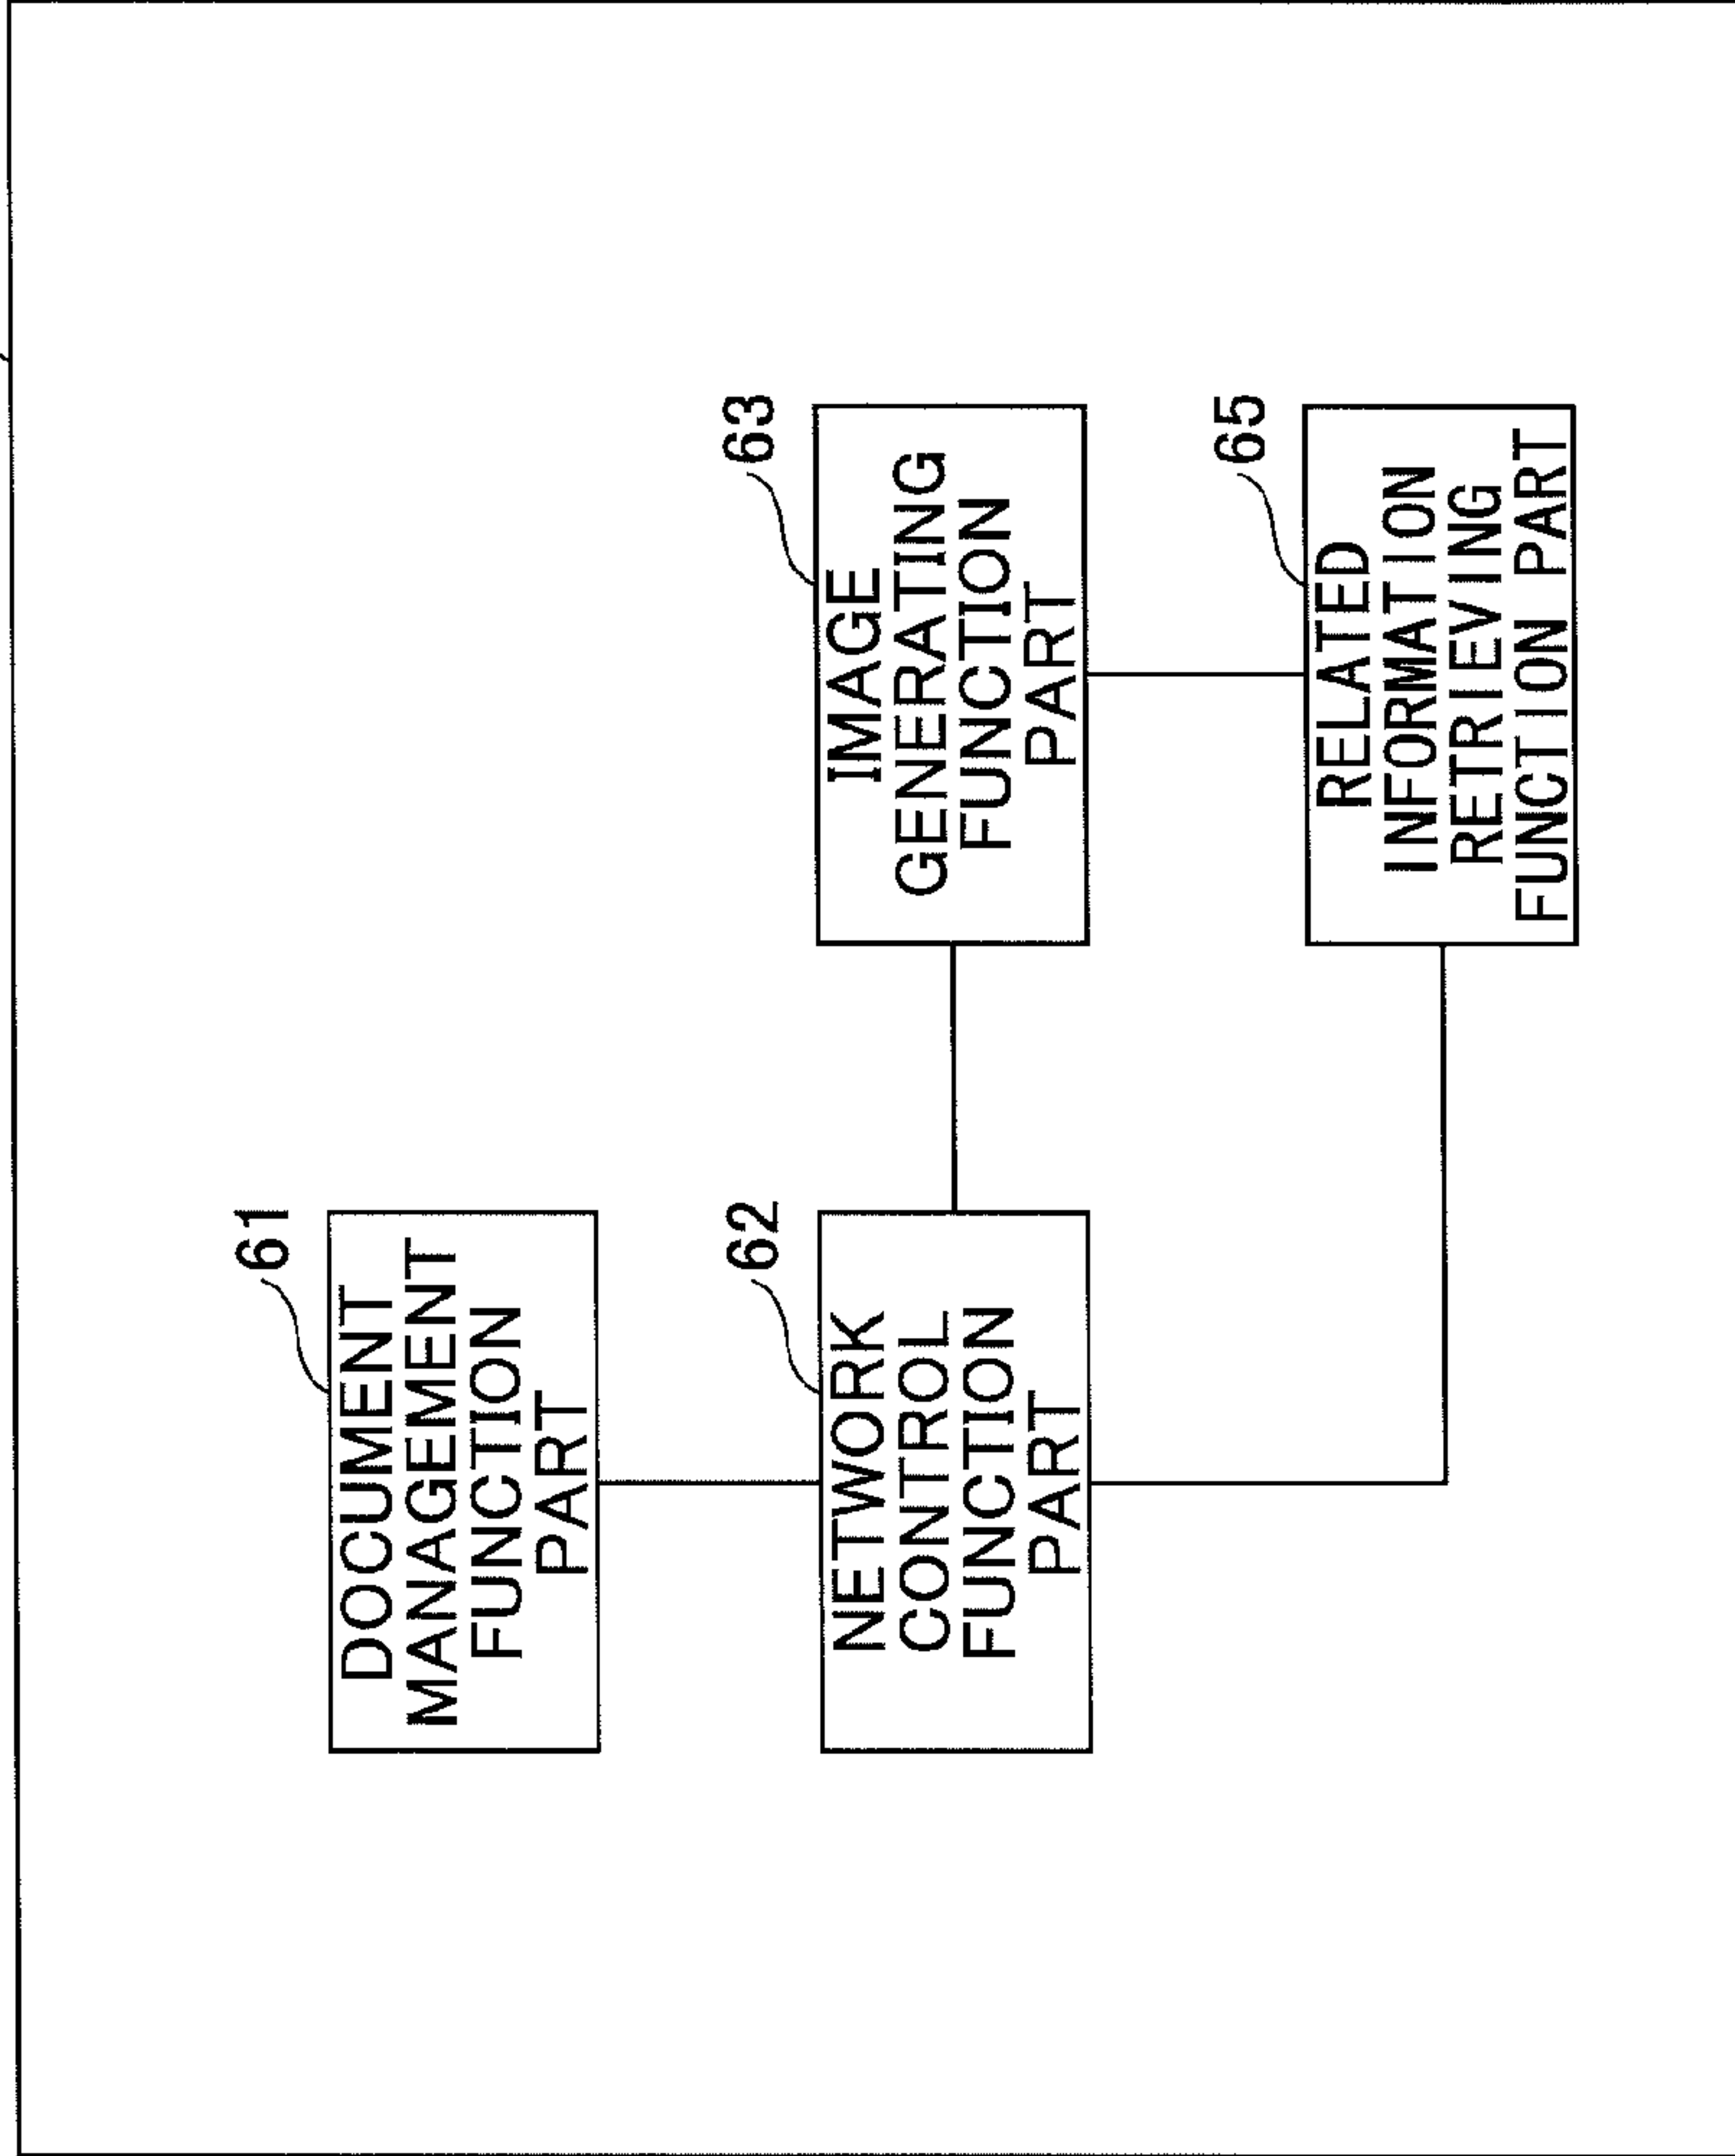 61
DOCUMENT
MANAGEMENT
FUNCTION
PART
62
NETWORK
CONTROL
FUNCTION
PART
63
IMAGE
GENERATING
FUNCTION
PART
65
RELATED
INFORMATION
RETRIEVING
FUNCTION PART